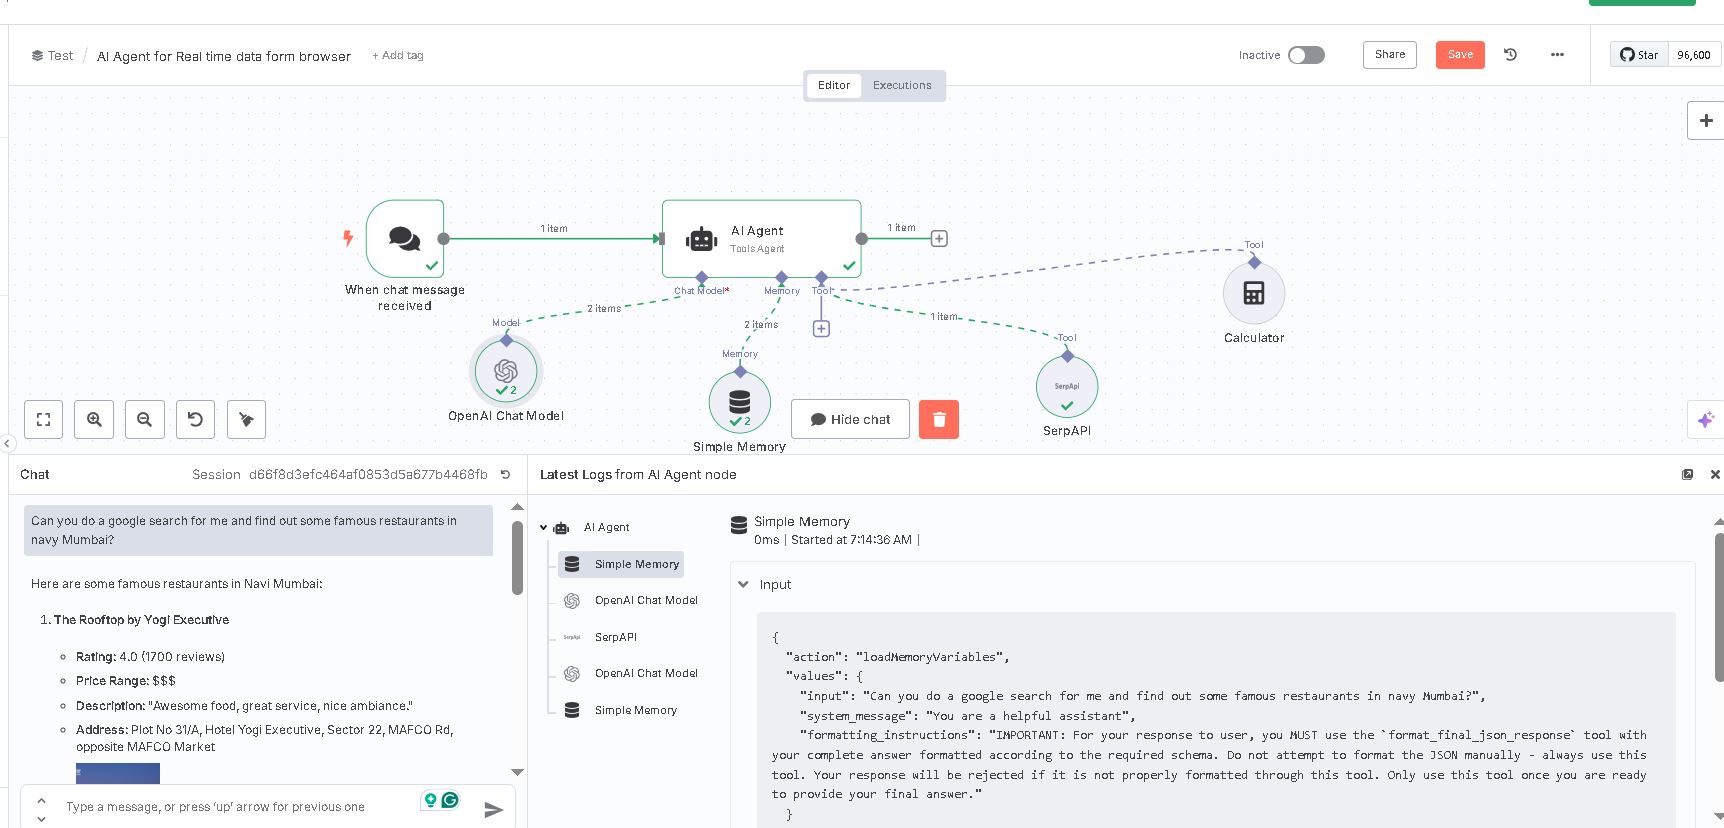 Test / AI Agent for Real time data form browser + Add tag
Inactive
Share
Save
Star 96,600
Editor Executions
1 item
AI Agent
Tools Agent
1 item
When chat message
received
Chat Model*
Memory
Tool
Tool
Calculator
2 items
2 items
1 item
Model
OpenAI Chat Model
2
Memory
Simple Memory
2
Tool
SerpApi
SerpAPI
Hide chat
Chat
Session d66f8d3efc464af0853d5a677b4468fb
Can you do a google search for me and find out some famous restaurants in
navy Mumbai?
Here are some famous restaurants in Navi Mumbai:
1. The Rooftop by Yogi Executive
Rating: 4.0 (1700 reviews)
Price Range: $$$
Description: "Awesome food, great service, nice ambiance."
Address: Plot No 31/A, Hotel Yogi Executive, Sector 22, MAFCO Rd,
opposite MAFCO Market
Type a message, or press 'up' arrow for previous one
Latest Logs from AI Agent node
AI Agent
Simple Memory
OpenAI Chat Model
SerpApi SerpAPI
OpenAI Chat Model
Simple Memory
Simple Memory
0ms | Started at 7:14:36 AM |
Input
{
"action": "loadMemoryVariables",
"values": {
"input": "Can you do a google search for me and find out some famous restaurants in navy Mumbai?",
"system_message": "You are a helpful assistant",
"formatting_instructions": "IMPORTANT: For your response to user, you MUST use the `format_final_json_response` tool with
your complete answer formatted according to the required schema. Do not attempt to format the JSON manually - always use this
tool. Your response will be rejected if it is not properly formatted through this tool. Only use this tool once you are ready
to provide your final answer."
}